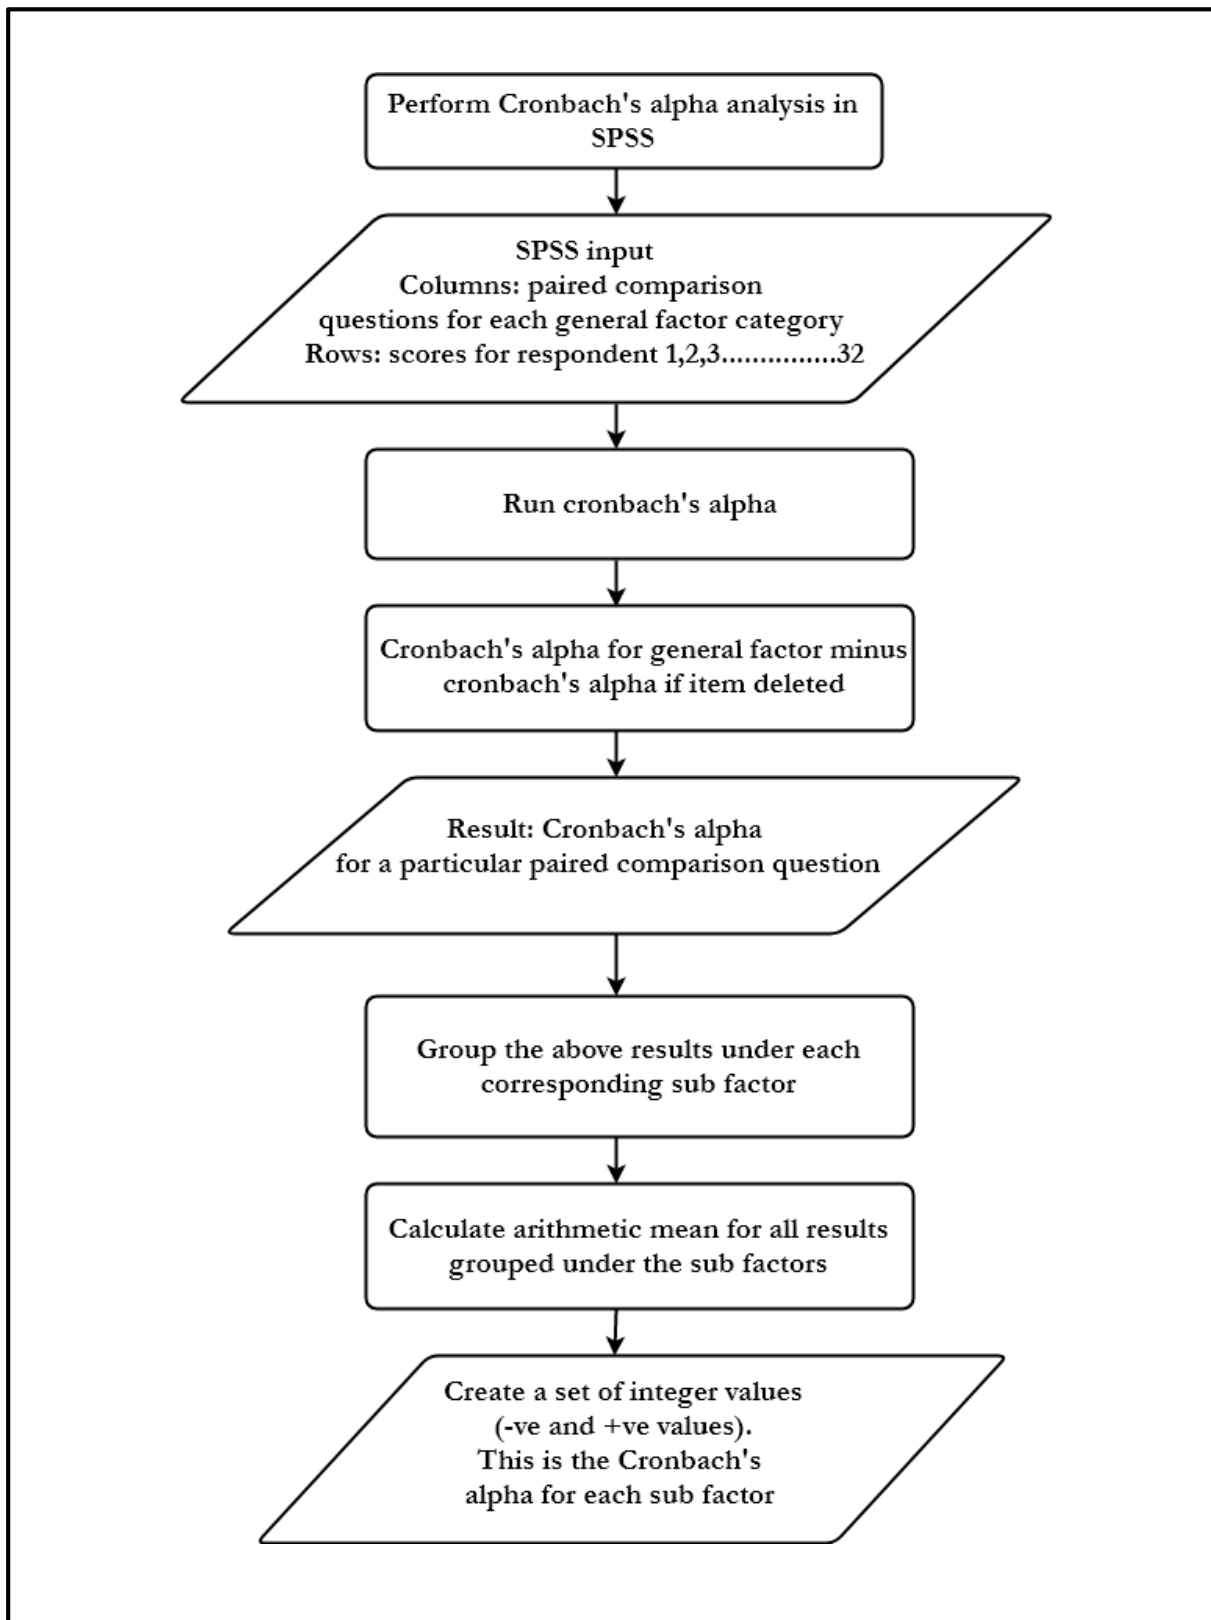 Perform Cronbach's alpha analysis in
SPSS
SPSS input
Columns: paired comparison
questions for each general factor category
Rows: scores for respondent 1,2,3...............32
Run cronbach's alpha
Cronbach's alpha for general factor minus
cronbach's alpha if item deleted
Result: Cronbach's alpha
for a particular paired comparison question
Group the above results under each
corresponding sub factor
Calculate arithmetic mean for all results
grouped under the sub factors
Create a set of integer values
(-ve and +ve values).
This is the Cronbach's
alpha for each sub factor